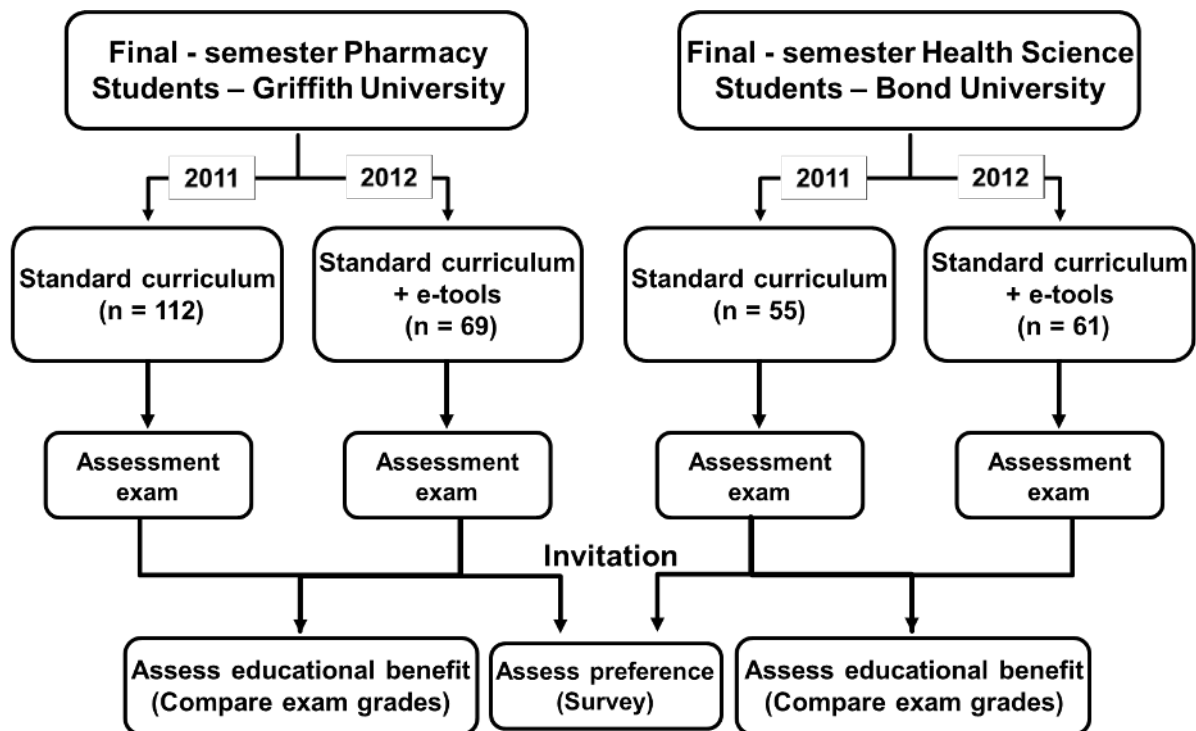 Final - semester Pharmacy
Students – Griffith University
Final - semester Health Science
Students – Bond University
2011
2012
2011
2012
Standard curriculum
(n = 112)
Standard curriculum
+ e-tools
(n = 69)
Standard curriculum
(n = 55)
Standard curriculum
+ e-tools
(n = 61)
Assessment
exam
Assessment
exam
Assessment
exam
Assessment
exam
Invitation
Assess educational benefit
(Compare exam grades)
Assess preference
(Survey)
Assess educational benefit
(Compare exam grades)